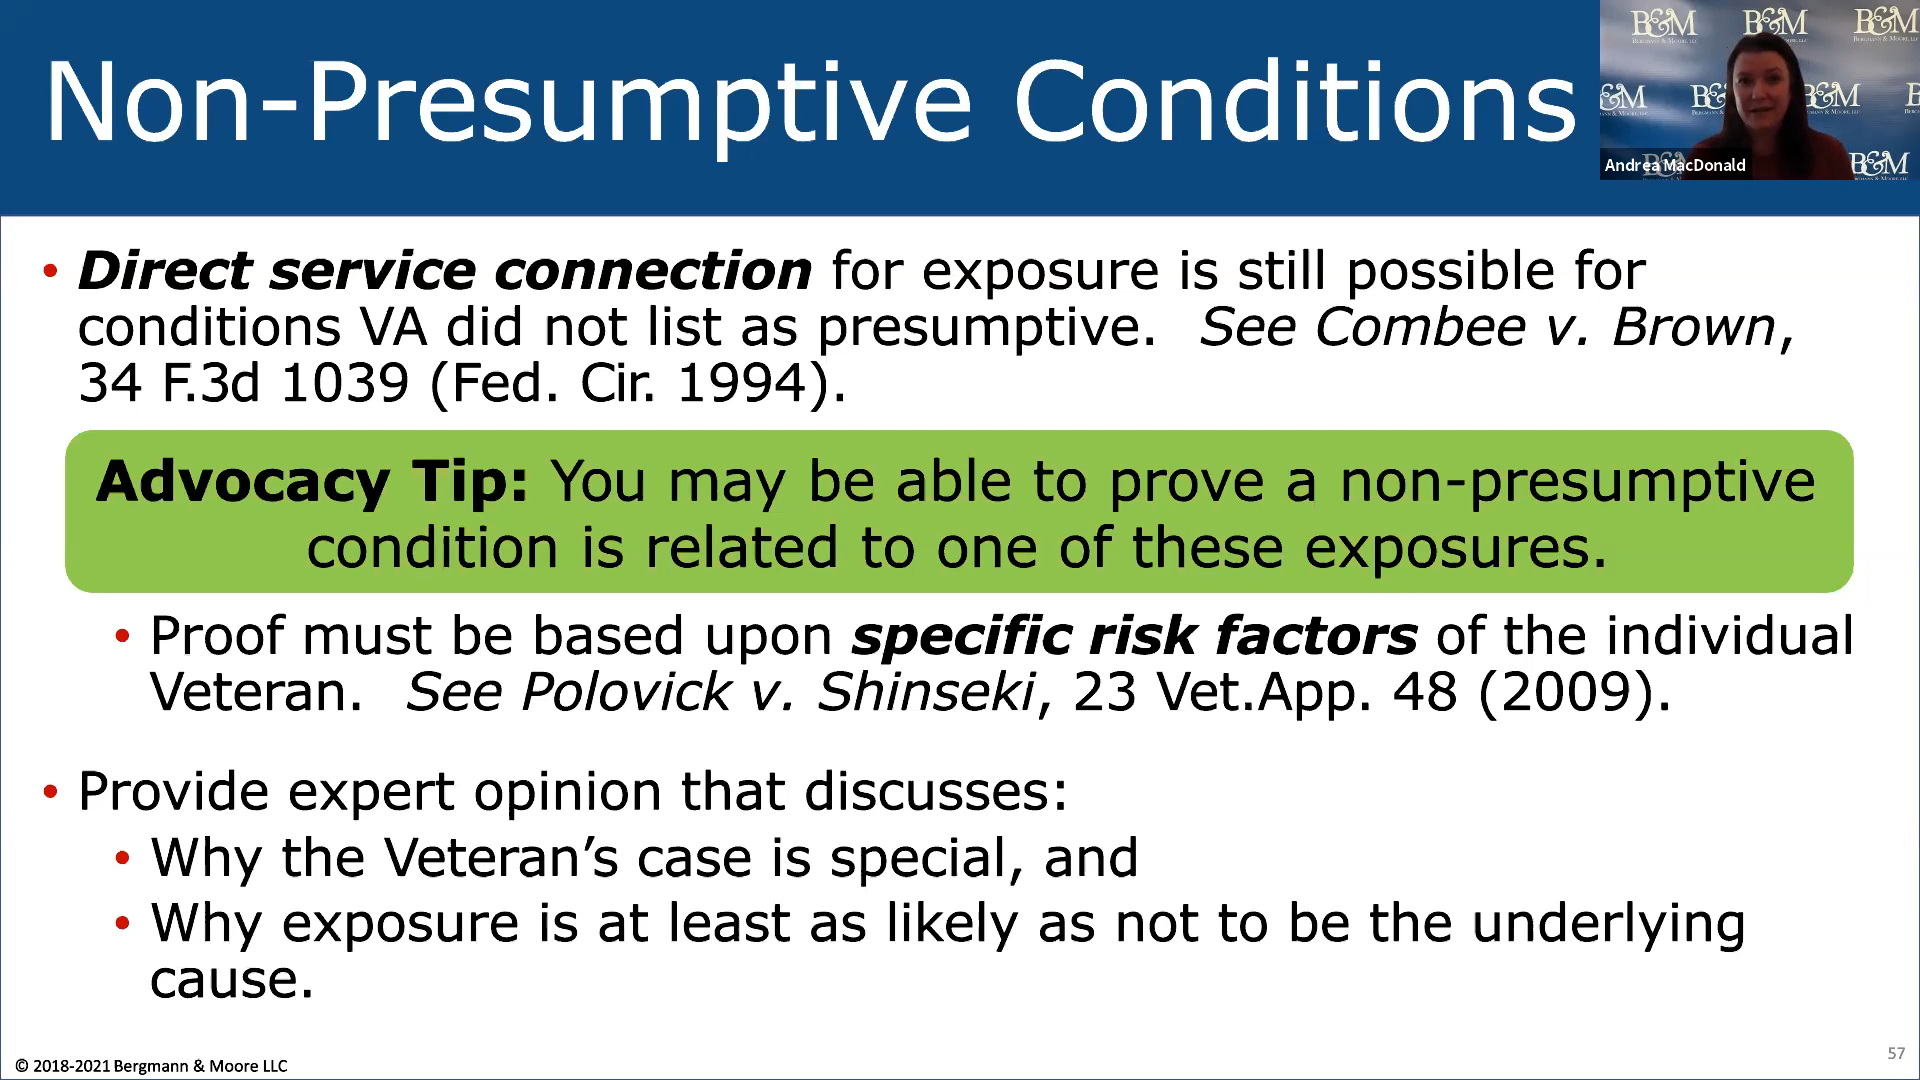 Non-Presumptive Conditions
B&M B&M B&M
BERGMANN & MOORE, LLC
B&M
Andrea MacDonald
B&M
• Direct service connection for exposure is still possible for
conditions VA did not list as presumptive. See Combee v. Brown,
34 F.3d 1039 (Fed. Cir. 1994).
Advocacy Tip: You may be able to prove a non-presumptive
condition is related to one of these exposures.
• Proof must be based upon specific risk factors of the individual
Veteran. See Polovick v. Shinseki, 23 Vet.App. 48 (2009).
• Provide expert opinion that discusses:
• Why the Veteran’s case is special, and
• Why exposure is at least as likely as not to be the underlying
cause.
© 2018-2021 Bergmann & Moore LLC
57